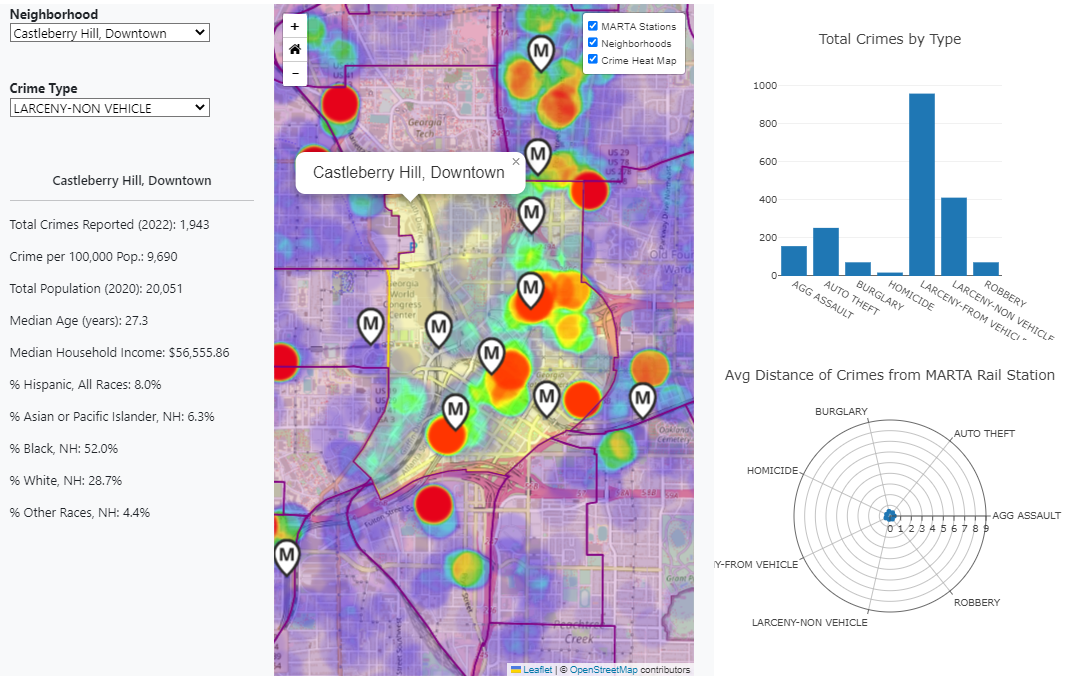 Neighborhood
Castleberry Hill, Downtown
Crime Type
LARCENY-NON VEHICLE
Castleberry Hill, Downtown
Total Crimes Reported (2022): 1,943
Crime per 100,000 Pop.: 9,690
Total Population (2020): 20,051
Median Age (years): 27.3
Median Household Income: $56,555.86
% Hispanic, All Races: 8.0%
% Asian or Pacific Islander, NH: 6.3%
% Black, NH: 52.0%
% White, NH: 28.7%
% Other Races, NH: 4.4%
+
−
MARTA Stations
Neighborhoods
Crime Heat Map
M
Georgia
Tech
M
US 29
US 78
Castleberry Hill, Downtown
×
M
Old Four
Ward
Georgia
World
Congress
Center
M
M
M
M
Georgia
M
M
M
Oakland
Cemetery
M
Peachtree
Creek
Leaflet | © OpenStreetMap contributors
Total Crimes by Type
1000
800
600
400
200
0
AGG ASSAULT
AUTO THEFT
BURGLARY
HOMICIDE
LARCENY-FROM VEHICLE
LARCENY-NON VEHICLE
ROBBERY
Avg Distance of Crimes from MARTA Rail Station
BURGLARY
AUTO THEFT
HOMICIDE
AGG ASSAULT
0 1 2 3 4 5 6 7 8 9
Y-FROM VEHICLE
ROBBERY
LARCENY-NON VEHICLE